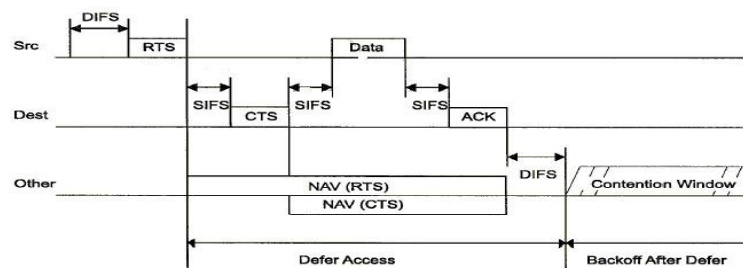 DIFS
Src
RTS
Data
SIFS
SIFS
SIFS
Dest
CTS
ACK
DIFS
Other
NAV (RTS)
Contention Window
NAV (CTS)
Defer Access
Backoff After Defer